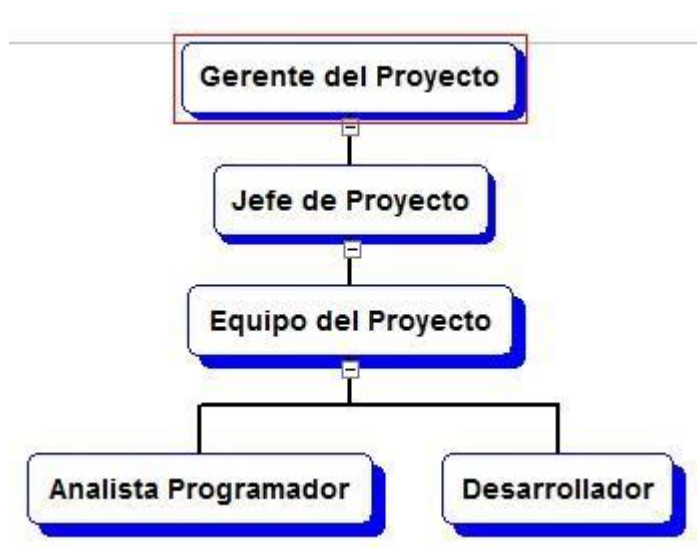 Gerente del Proyecto
Jefe de Proyecto
Equipo del Proyecto
Analista Programador
Desarrollador